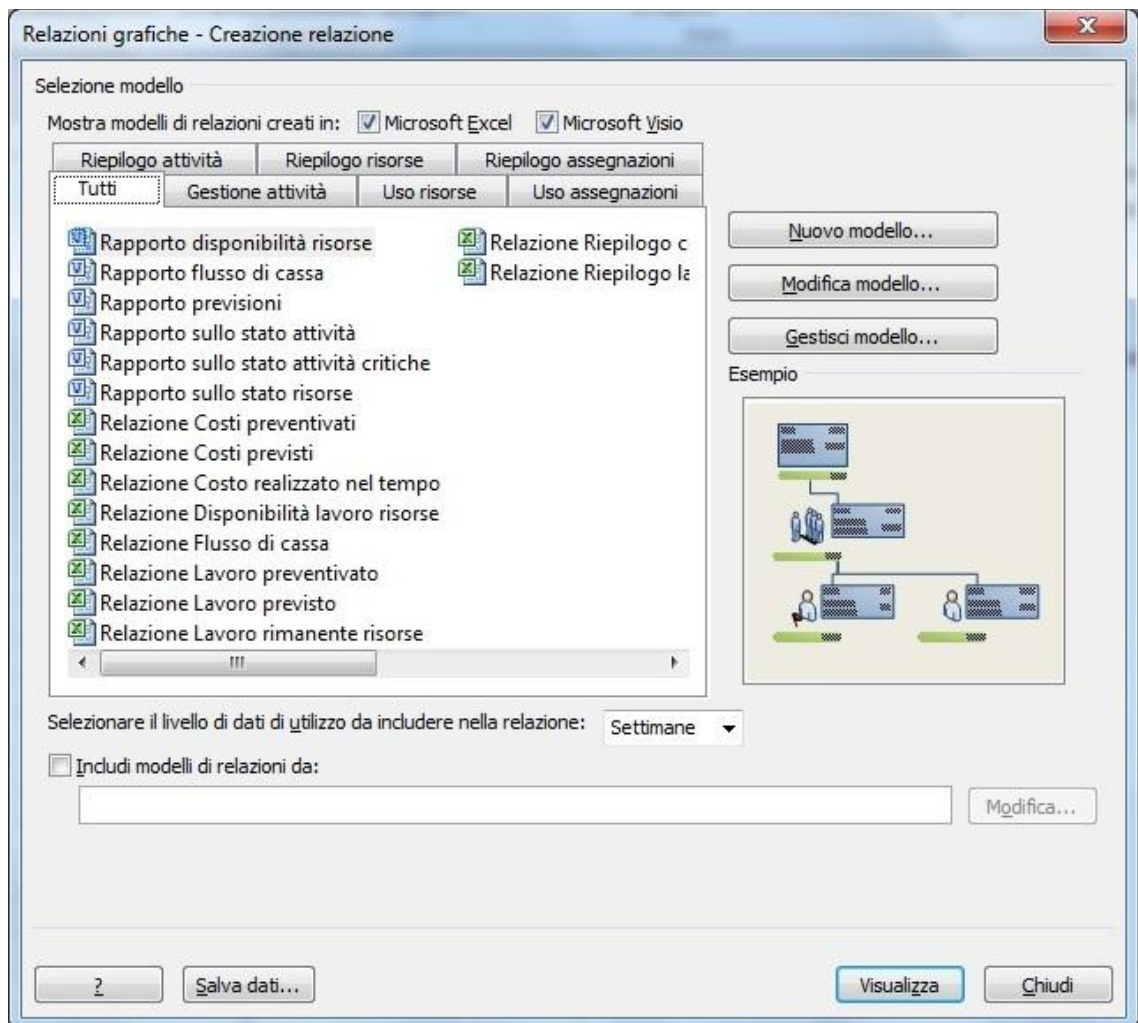 Relazioni grafiche - Creazione relazione
Selezione modello
Mostra modelli di relazioni creati in: Microsoft Excel Microsoft Visio
Riepilogo attività Riepilogo risorse Riepilogo assegnazioni
Tutti Gestione attività Uso risorse Uso assegnazioni
Rapporto disponibilità risorse
Rapporto flusso di cassa
Rapporto previsioni
Rapporto sullo stato attività
Rapporto sullo stato attività critiche
Rapporto sullo stato risorse
Relazione Costi preventivati
Relazione Costi previsti
Relazione Costo realizzato nel tempo
Relazione Disponibilità lavoro risorse
Relazione Flusso di cassa
Relazione Lavoro preventivato
Relazione Lavoro previsto
Relazione Lavoro rimanente risorse
Relazione Riepilogo c
Relazione Riepilogo la
Nuovo modello...
Modifica modello...
Gestisci modello...
Esempio
Selezionare il livello di dati di utilizzo da includere nella relazione: Settimane
Includi modelli di relazioni da:
Modifica...
? Salva dati... Visualizza Chiudi